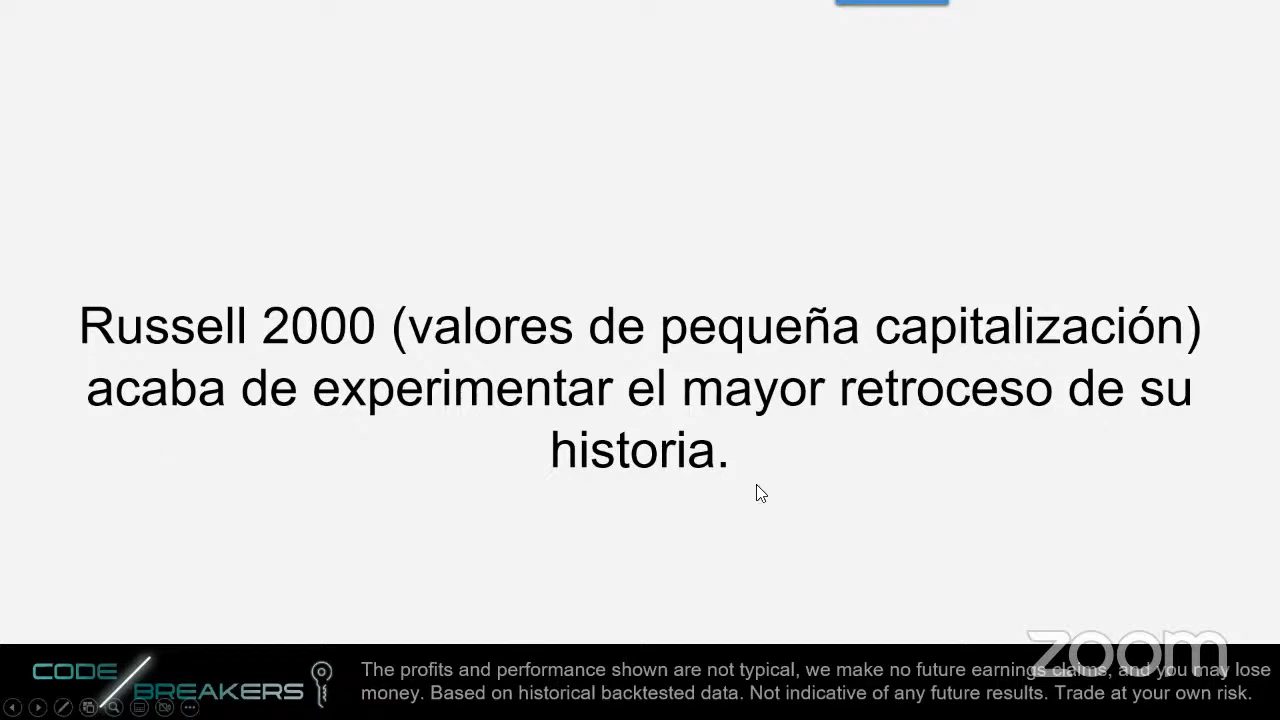 Russell 2000 (valores de pequeña capitalización)
acaba de experimentar el mayor retroceso de su
historia.
zoom
CODE
BREAKERS
The profits and performance shown are not typical, we make no future earnings claims, and you may lose
money. Based on historical backtested data. Not indicative of any future results. Trade at your own risk.